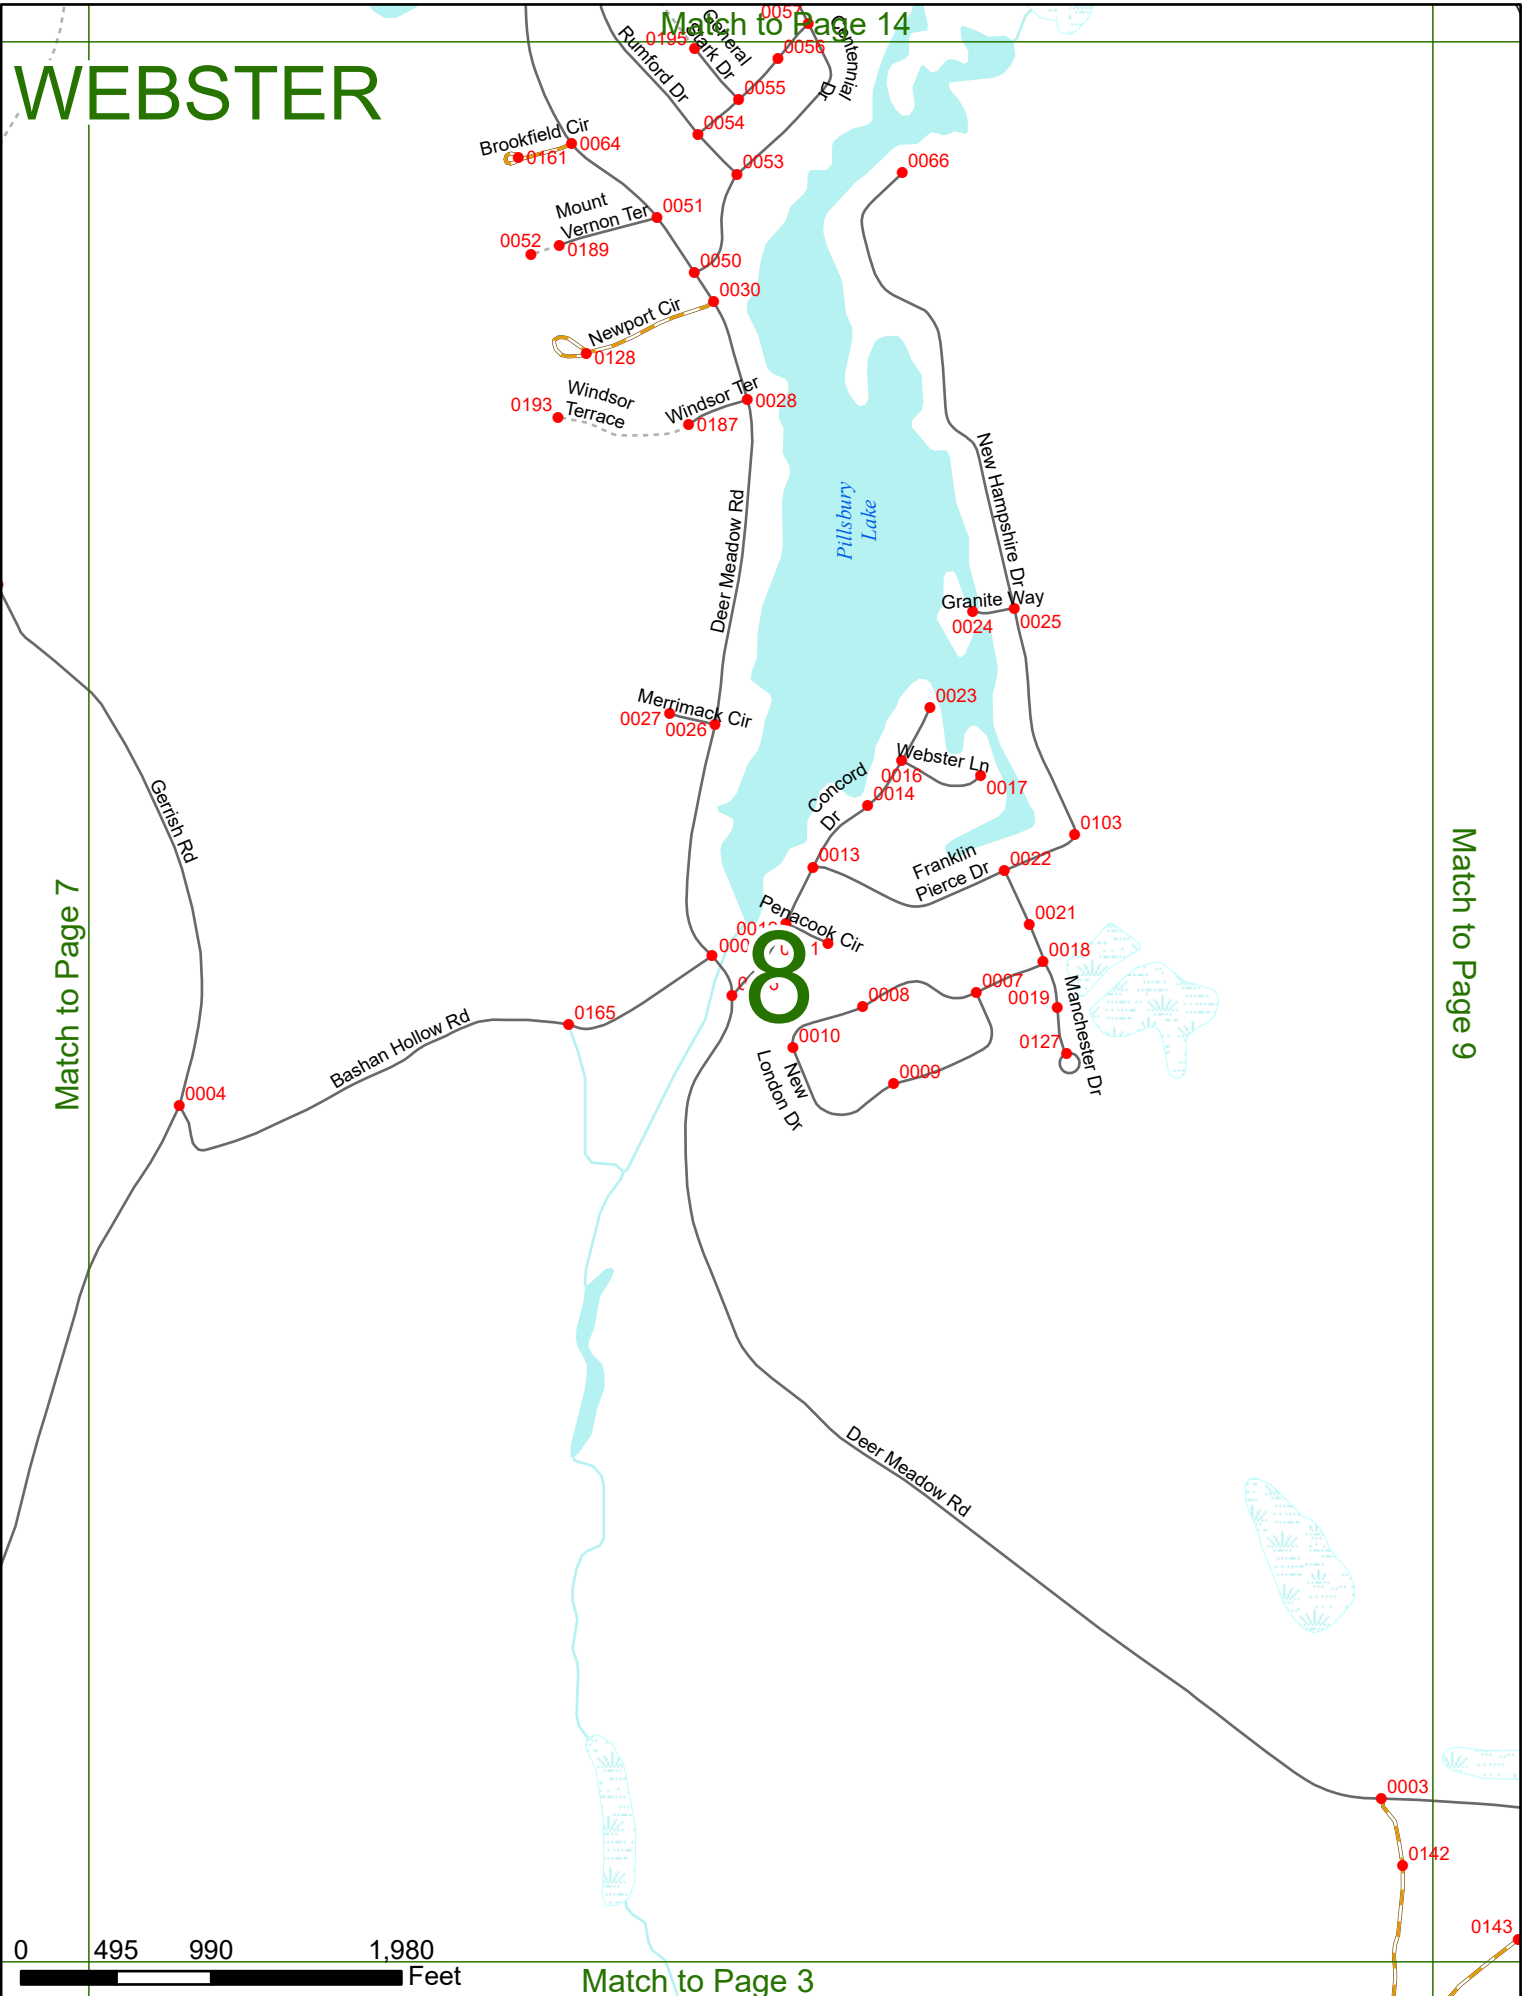 Match to Page 14
WEBSTER
0057
0195
General
Stark Dr
0056
Centennial
Dr
Rumford Dr
0055
0054
Brookfield Cir
0064
0161
0053
0066
Mount
Vernon Ter
0051
0052
0189
0050
0030
Newport Cir
0128
Windsor
Terrace
0193
Windsor Ter
0028
0187
New Hampshire Dr
Pillsbury
Lake
Deer Meadow Rd
Granite Way
0024
0025
Merrimack Cir
0027
0026
0023
Webster Ln
0016
0017
Concord
Dr
0014
Gerrish Rd
0103
0013
0022
Franklin
Pierce Dr
Match to Page 7
Match to Page 9
Penacook Cir
0021
0018
8
0007
0008
0019
Manchester Dr
0165
Bashan Hollow Rd
0010
0127
New
London Dr
0009
0004
Deer Meadow Rd
0003
0142
0143
0 495 990 1,980
Feet
Match to Page 3